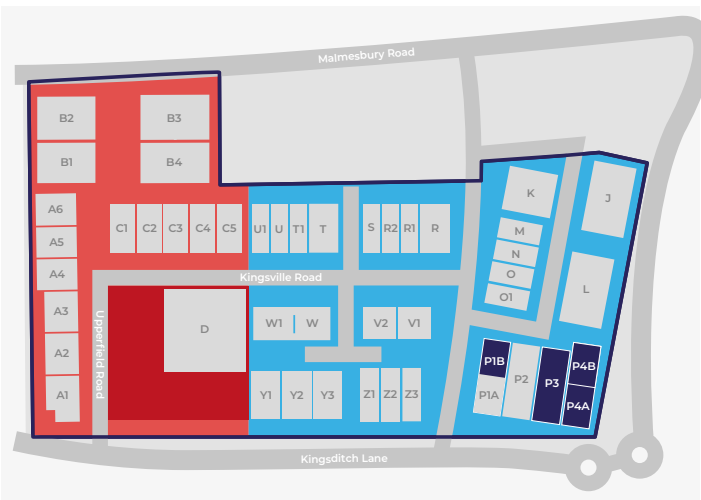 Malmesbury Road
B2
B3
B1
B4
K
J
A6
A5
A4
C1
C2
C3
C4
C5
U1
U
T1
T
S
R2
R1
R
M
N
O
O1
L
Kingsville Road
A3
A2
A1
Upperfield Road
D
W1
W
V2
V1
P1B
P1A
P2
P3
P4B
P4A
Y1
Y2
Y3
Z1
Z2
Z3
Kingsditch Lane